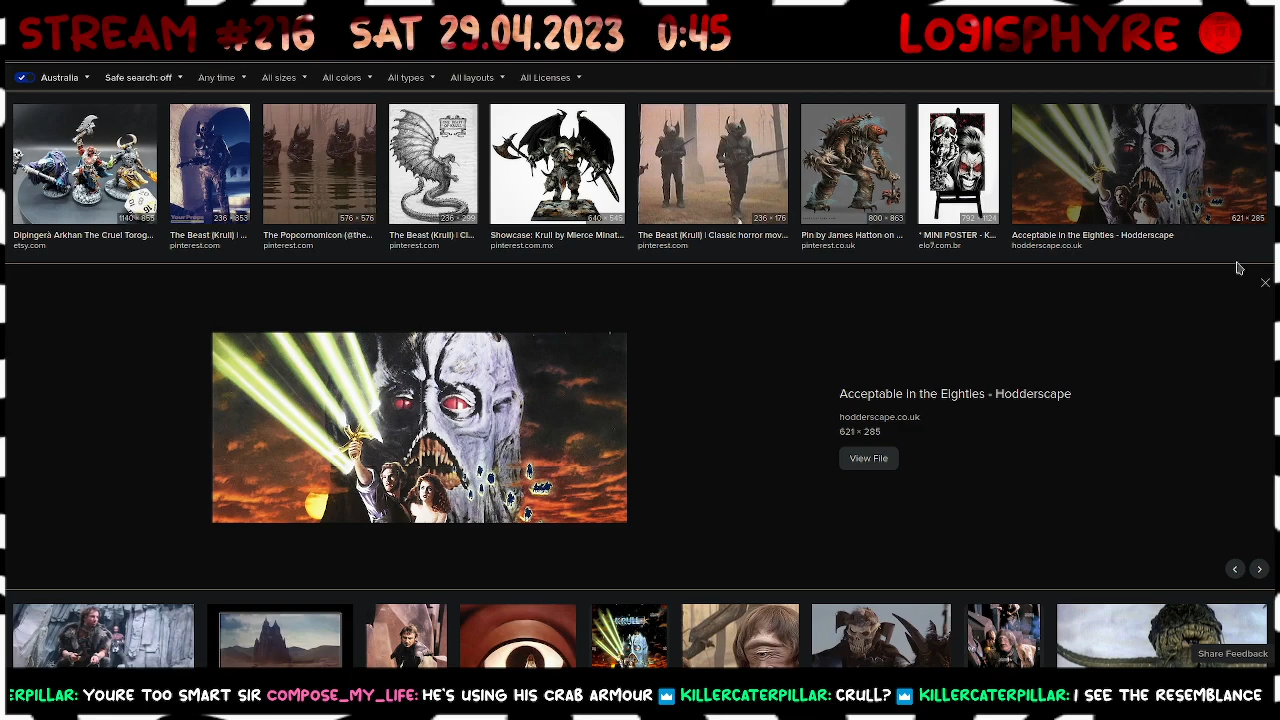 STREAM #216 SAT 29.04.2023 0:45 LOGISPHYRE
Australia Safe search: off Any time All sizes All colors All types All layouts All Licenses
1140 × 855
236 × 353
576 × 576
236 × 299
640 × 545
236 × 176
800 × 863
792 × 1124
621 × 285
Dipingerà Arkhan The Cruel Torog...
etsy.com
The Beast (Krull) | ...
pinterest.com
The Popcornomicon (@the...
pinterest.com
The Beast (Krull) | Cl...
pinterest.com
Showcase: Krull by Mierce Miniat...
pinterest.com.mx
The Beast (Krull) | Classic horror mov...
pinterest.com
Pin by James Hatton on ...
pinterest.co.uk
* MINI POSTER - K...
elo7.com.br
Acceptable in the Eighties - Hodderscape
hodderscape.co.uk
Acceptable in the Eighties - Hodderscape
hodderscape.co.uk
621 × 285
View File
KRULL
Share Feedback
ERPILLAR: YOURE TOO SMART SIR COMPOSE_MY_LIFE: HE'S USING HIS CRAB ARMOUR KILLERCATERPILLAR: CRULL? KILLERCATERPILLAR: I SEE THE RESEMBLANCE